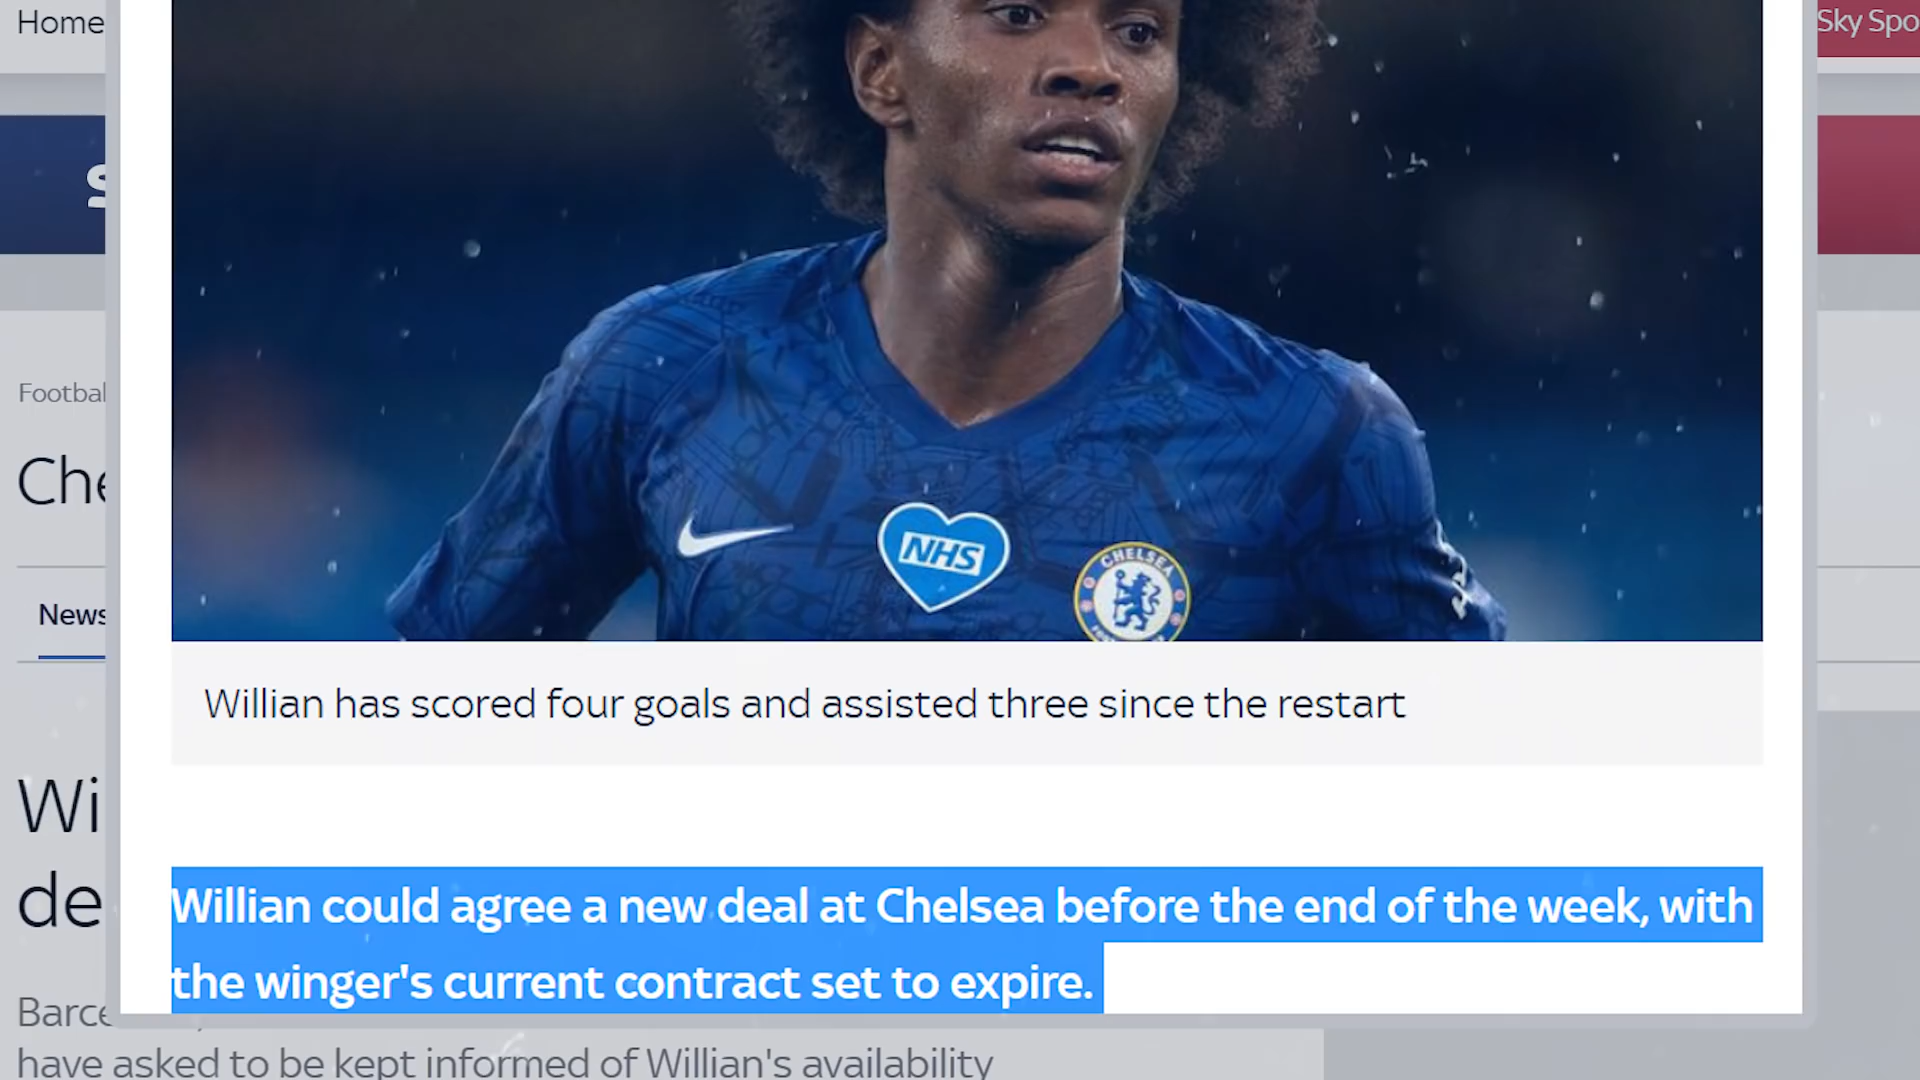 Home
Sky Spo
S
Footbal
Che
News
NHS
CHELSEA
Willian has scored four goals and assisted three since the restart
Wi
de
Willian could agree a new deal at Chelsea before the end of the week, with
the winger's current contract set to expire.
Barce
have asked to be kept informed of Willian's availability